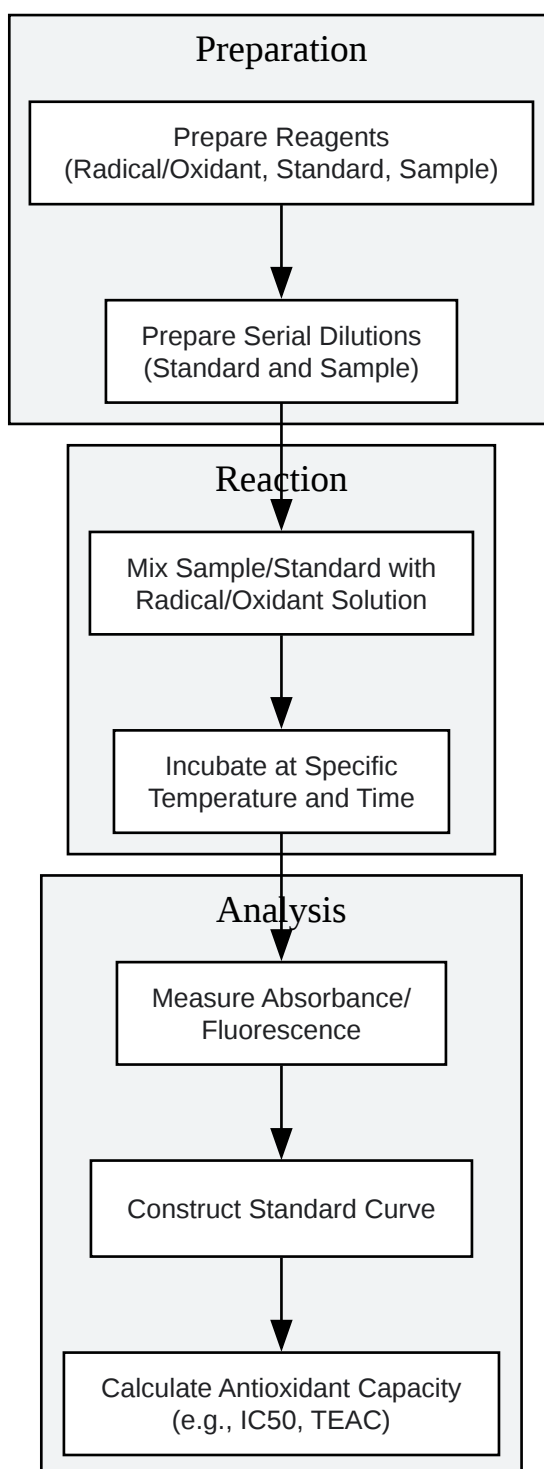 Preparation
Prepare Reagents
(Radical/Oxidant, Standard, Sample)
Prepare Serial Dilutions
(Standard and Sample)
Reaction
Mix Sample/Standard with
Radical/Oxidant Solution
Incubate at Specific
Temperature and Time
Analysis
Measure Absorbance/
Fluorescence
Construct Standard Curve
Calculate Antioxidant Capacity
(e.g., IC50, TEAC)